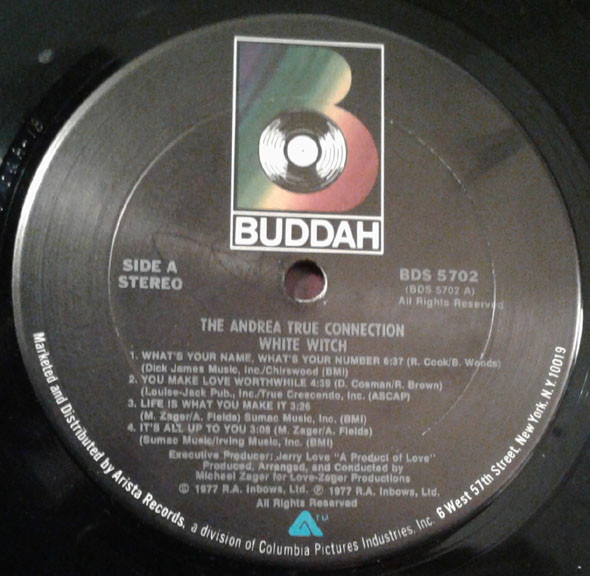 BUDDAH
SIDE A
STEREO
BDS 5702
(BDS 5702 A)
All Rights Reserved
THE ANDREA TRUE CONNECTION
WHITE WITCH
1. WHAT'S YOUR NAME, WHAT'S YOUR NUMBER 6:37 (R. Cook/B. Woods)
(Dick James Music, Inc./Chirswood (BMI)
2. YOU MAKE LOVE WORTHWHILE 4:39 (D. Cosman/R. Brown)
(Louise-Jack Pub., Inc./True Crescendo, Inc. (ASCAP)
3. LIFE IS WHAT YOU MAKE IT 3:26
(M. Zager/A. Fields) Sumac Music, Inc. (BMI)
4. IT'S ALL UP TO YOU 3:08 (M. Zager/A. Fields)
(Sumac Music/Irving Music, Inc. (BMI)
Executive Producer: Jerry Love "A Product of Love"
Produced, Arranged, and Conducted by
Michael Zager for Love-Zager Productions
© 1977 R.A. Inbows, Ltd. ℗ 1977 R.A. Inbows, Ltd.
All Rights Reserved
Marketed and Distributed by Arista Records, a division of Columbia Pictures Industries, Inc. 6 West 57th Street, New York, N.Y. 10019